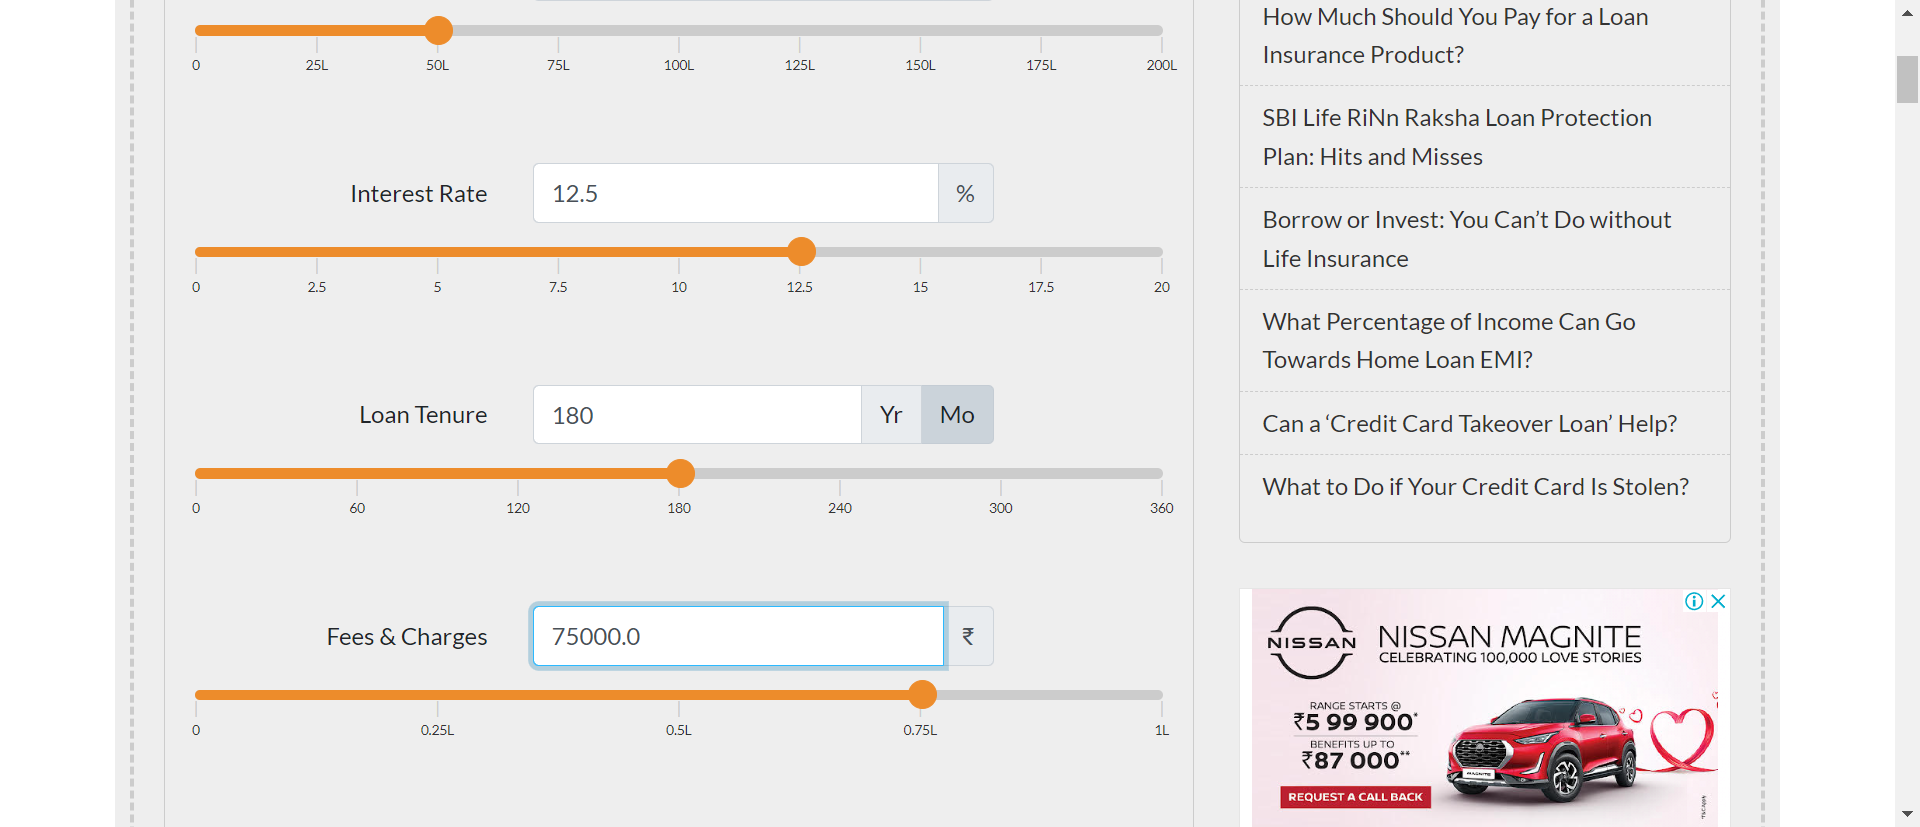 0 25L 50L 75L 100L 125L 150L 175L 200L
Interest Rate 12.5 %
0 2.5 5 7.5 10 12.5 15 17.5 20
Loan Tenure 180 Yr Mo
0 60 120 180 240 300 360
Fees & Charges 75000.0 ₹
0 0.25L 0.5L 0.75L 1L
How Much Should You Pay for a Loan
Insurance Product?
SBI Life RiNn Raksha Loan Protection
Plan: Hits and Misses
Borrow or Invest: You Can’t Do without
Life Insurance
What Percentage of Income Can Go
Towards Home Loan EMI?
Can a ‘Credit Card Takeover Loan’ Help?
What to Do if Your Credit Card Is Stolen?
NISSAN
NISSAN MAGNITE
CELEBRATING 100,000 LOVE STORIES
RANGE STARTS @
₹5 99 900*
BENEFITS UP TO
₹87 000**
REQUEST A CALL BACK
MAGNITE
*T&C Apply